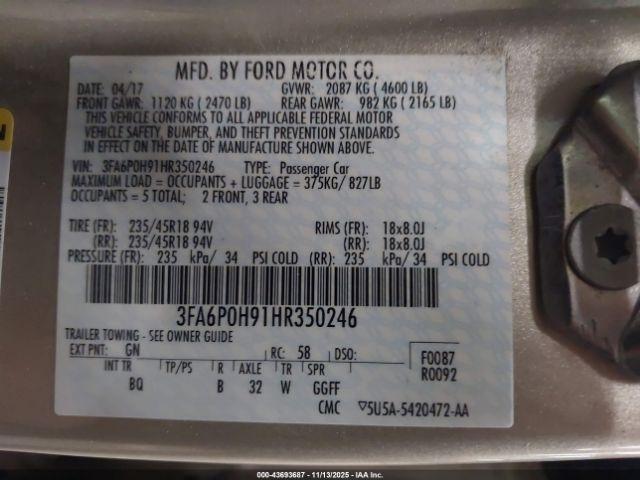 MFD. BY FORD MOTOR CO.
DATE: 04/17 GVWR: 2087 KG ( 4600 LB)
FRONT GAWR: 1120 KG ( 2470 LB) REAR GAWR: 982 KG ( 2165 LB)
THIS VEHICLE CONFORMS TO ALL APPLICABLE FEDERAL MOTOR
VEHICLE SAFETY, BUMPER, AND THEFT PREVENTION STANDARDS
IN EFFECT ON THE DATE OF MANUFACTURE SHOWN ABOVE.
VIN: 3FA6P0H91HR350246 TYPE: Passenger Car
MAXIMUM LOAD = OCCUPANTS + LUGGAGE = 375KG/ 827LB
OCCUPANTS = 5 TOTAL; 2 FRONT, 3 REAR
TIRE (FR): 235/45R18 94V RIMS (FR): 18x8.0J
(RR): 235/45R18 94V (RR): 18x8.0J
PRESSURE (FR): 235 kPa/ 34 PSI COLD (RR): 235 kPa/ 34 PSI COLD
3FA6P0H91HR350246
TRAILER TOWING - SEE OWNER GUIDE
EXT PNT: GN RC: 58 DSO: F0087
R0092
INT TR TP/PS R AXLE TR SPR
BQ B 32 W GGFF
CMC ▽5U5A-5420472-AA
3-43693687 - 11/13/2025 - IAA Inc.